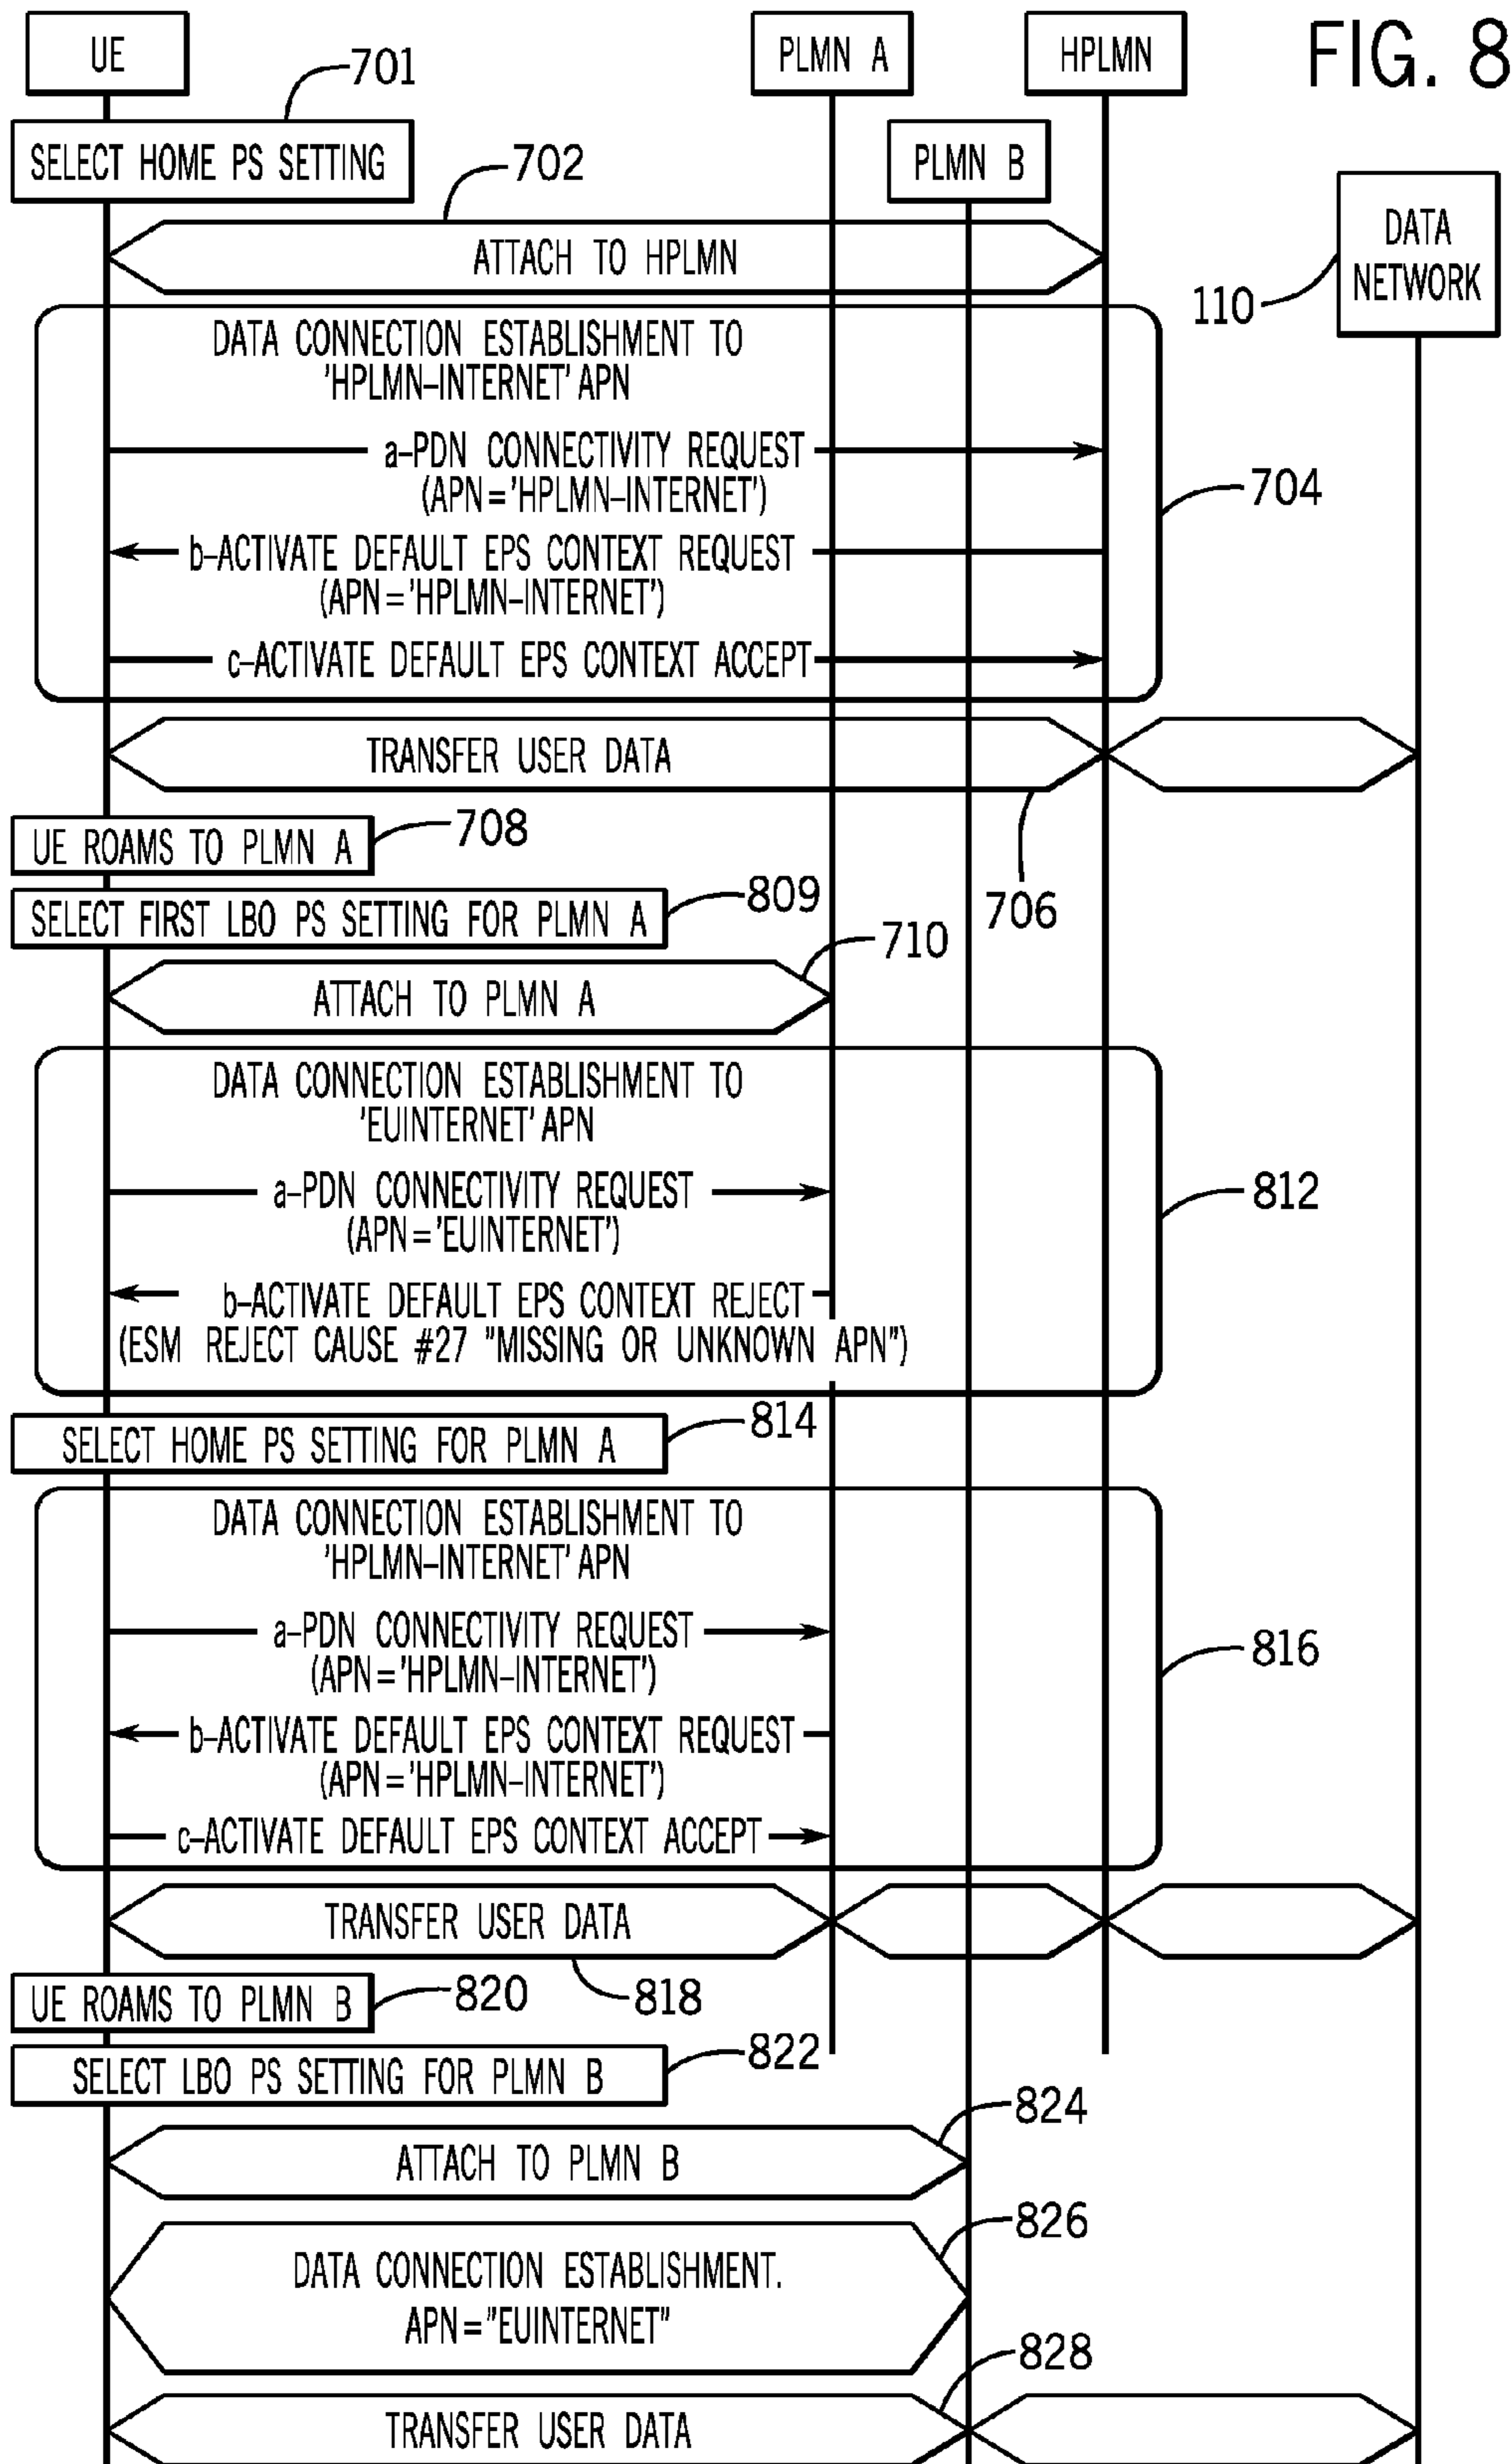 FIG. 8
UE
PLMN A
HPLMN
701
SELECT HOME PS SETTING
PLMN B
702
DATA
NETWORK
110
ATTACH TO HPLMN
DATA CONNECTION ESTABLISHMENT TO
'HPLMN–INTERNET' APN
a–PDN CONNECTIVITY REQUEST
(APN='HPLMN–INTERNET')
704
b–ACTIVATE DEFAULT EPS CONTEXT REQUEST
(APN='HPLMN–INTERNET')
c–ACTIVATE DEFAULT EPS CONTEXT ACCEPT
TRANSFER USER DATA
706
UE ROAMS TO PLMN A
708
SELECT FIRST LBO PS SETTING FOR PLMN A
809
710
ATTACH TO PLMN A
DATA CONNECTION ESTABLISHMENT TO
'EUINTERNET' APN
a–PDN CONNECTIVITY REQUEST
(APN='EUINTERNET')
812
b–ACTIVATE DEFAULT EPS CONTEXT REJECT
(ESM REJECT CAUSE #27 "MISSING OR UNKNOWN APN")
SELECT HOME PS SETTING FOR PLMN A
814
DATA CONNECTION ESTABLISHMENT TO
'HPLMN–INTERNET' APN
a–PDN CONNECTIVITY REQUEST
(APN='HPLMN–INTERNET')
816
b–ACTIVATE DEFAULT EPS CONTEXT REQUEST
(APN='HPLMN–INTERNET')
c–ACTIVATE DEFAULT EPS CONTEXT ACCEPT
TRANSFER USER DATA
818
UE ROAMS TO PLMN B
820
SELECT LBO PS SETTING FOR PLMN B
822
824
ATTACH TO PLMN B
826
DATA CONNECTION ESTABLISHMENT.
APN="EUINTERNET"
828
TRANSFER USER DATA